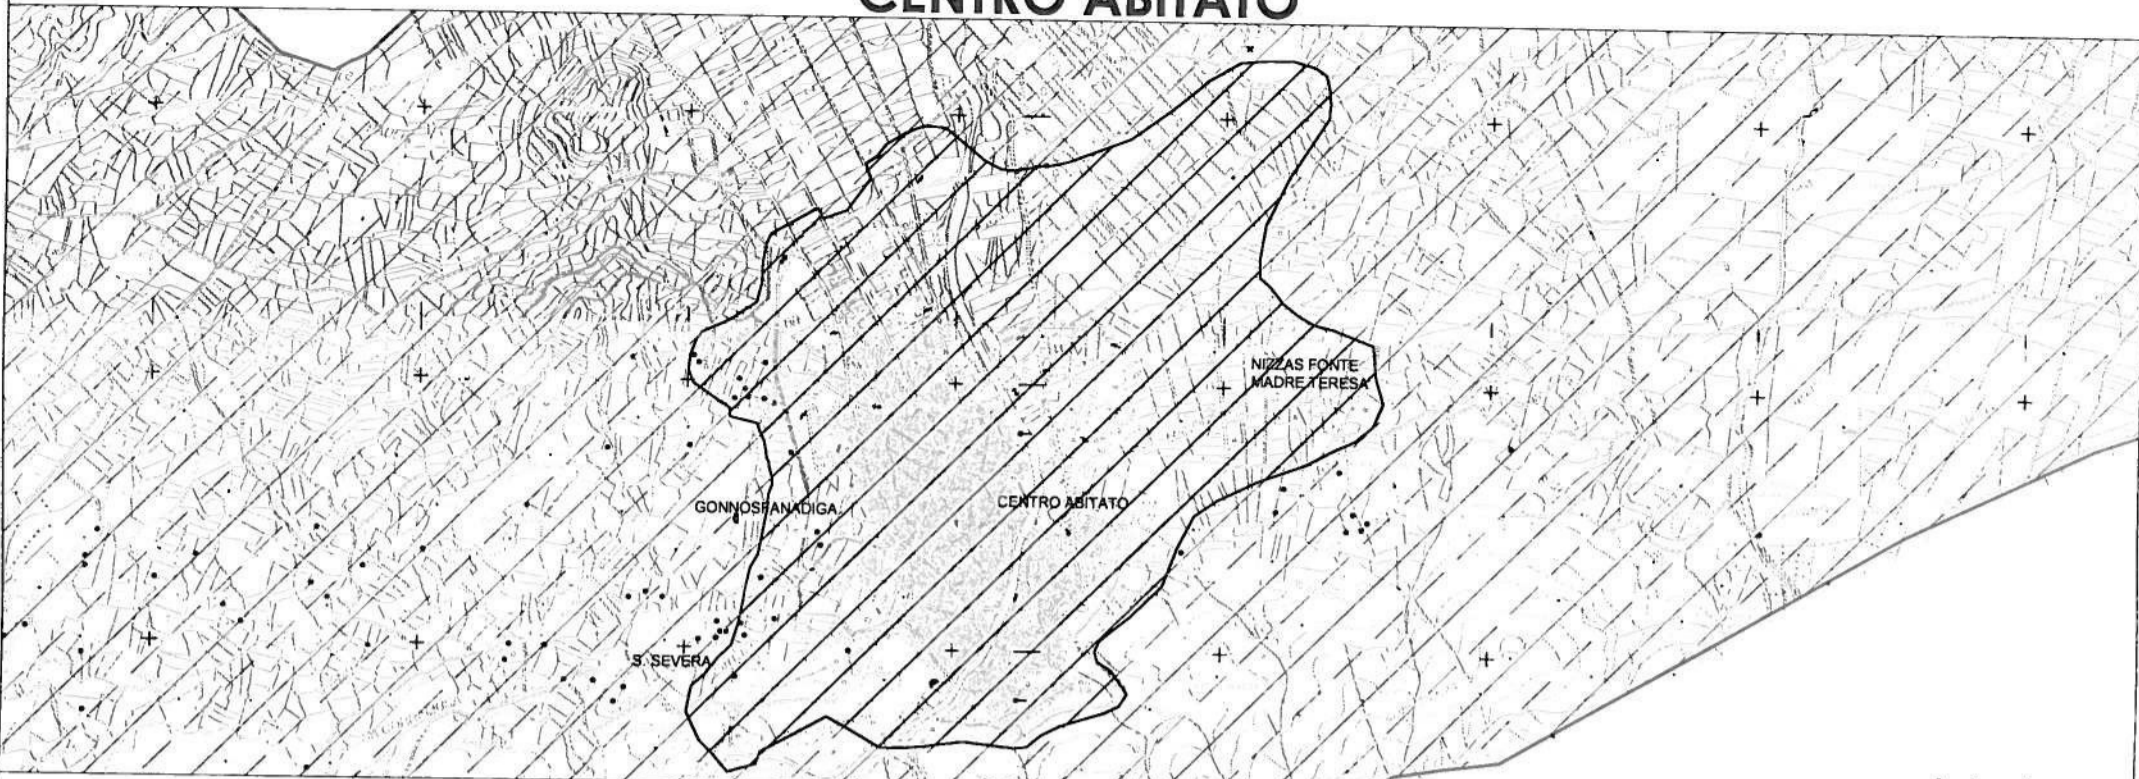 CENTRO ABITATO
NIZZAS FONTE
MADRE TERESA
GONNOSFANADIGA
CENTRO ABITATO
S. SEVERA